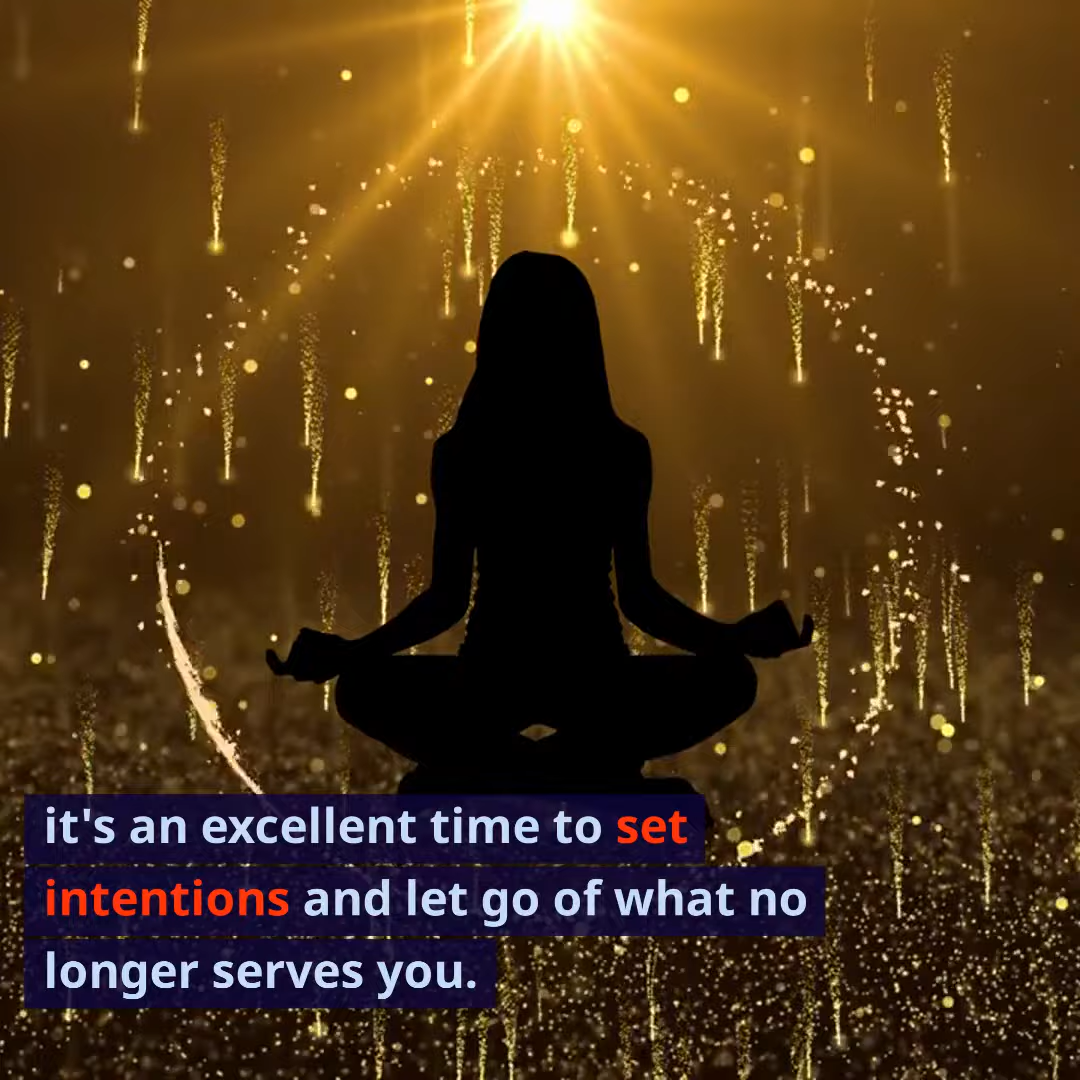 it's an excellent time to set
intentions and let go of what no
longer serves you.